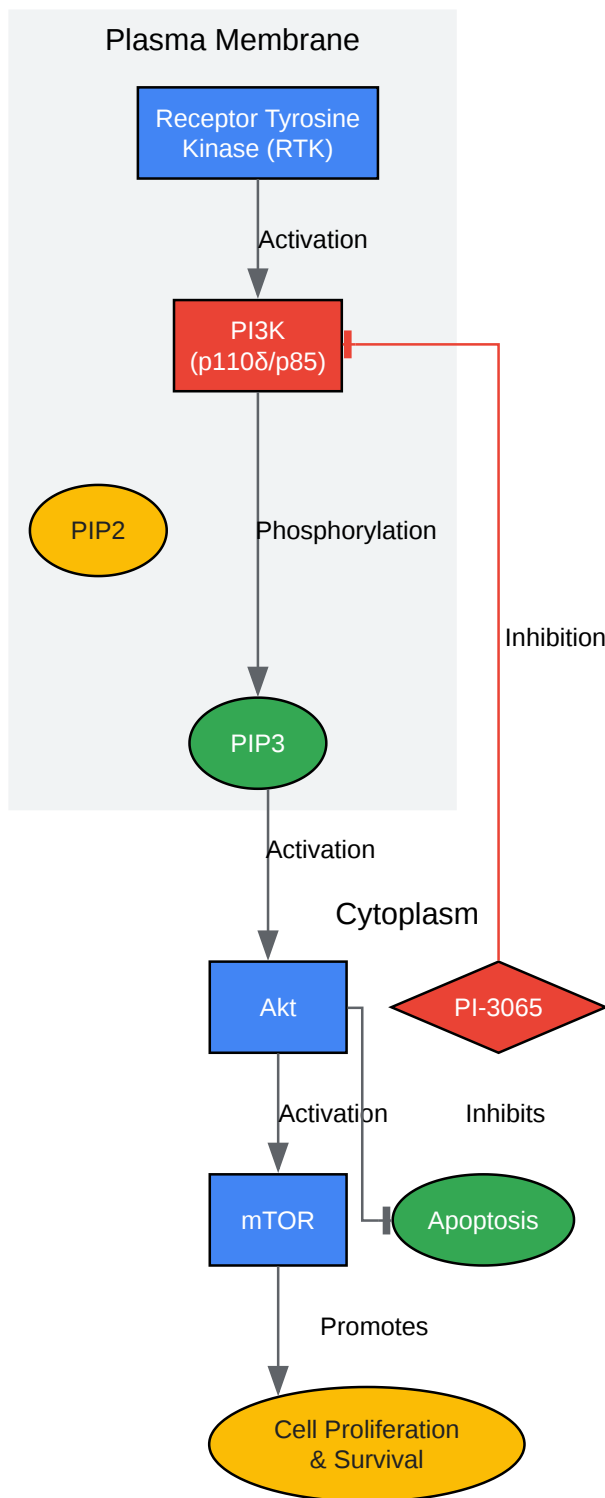 Plasma Membrane
Receptor Tyrosine
Kinase (RTK)
Activation
PI3K
(p110δ/p85)
PIP2
Phosphorylation
Inhibition
PIP3
Activation
Cytoplasm
Akt
PI-3065
Activation
Inhibits
mTOR
Apoptosis
Promotes
Cell Proliferation
& Survival